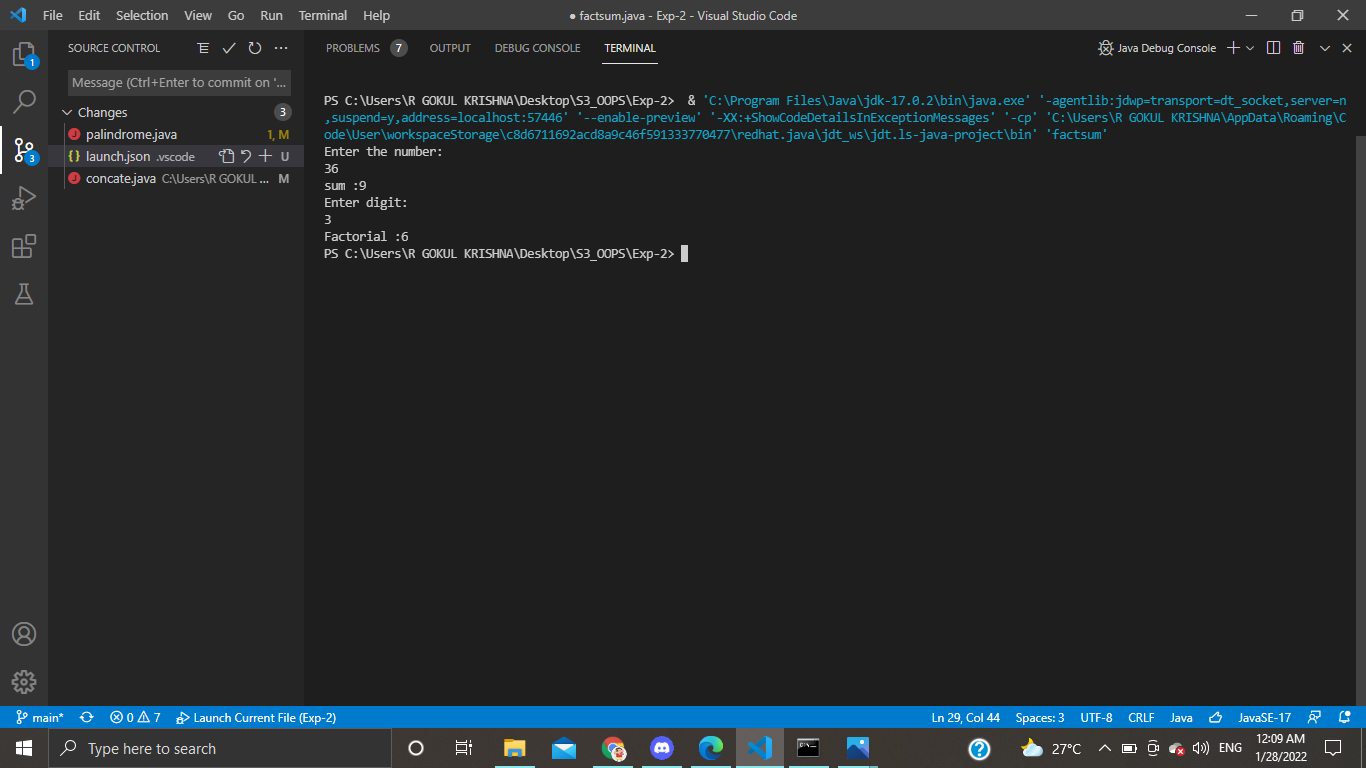 File Edit Selection View Go Run Terminal Help
● factsum.java - Exp-2 - Visual Studio Code
SOURCE CONTROL
Message (Ctrl+Enter to commit on '...
Changes 3
palindrome.java 1, M
launch.json .vscode U
concate.java C:\Users\R GOKUL ... M
1
3
PROBLEMS 7 OUTPUT DEBUG CONSOLE TERMINAL
Java Debug Console
PS C:\Users\R GOKUL KRISHNA\Desktop\S3_OOPS\Exp-2>  & 'C:\Program Files\Java\jdk-17.0.2\bin\java.exe' '-agentlib:jdwp=transport=dt_socket,server=n
,suspend=y,address=localhost:57446' '--enable-preview' '-XX:+ShowCodeDetailsInExceptionMessages' '-cp' 'C:\Users\R GOKUL KRISHNA\AppData\Roaming\C
ode\User\workspaceStorage\c8d6711692acd8a9c46f591333770477\redhat.java\jdt_ws\jdt.ls-java-project\bin' 'factsum'
Enter the number:
36
sum :9
Enter digit:
3
Factorial :6
PS C:\Users\R GOKUL KRISHNA\Desktop\S3_OOPS\Exp-2>
main* 0 7 Launch Current File (Exp-2)
Ln 29, Col 44 Spaces: 3 UTF-8 CRLF Java JavaSE-17
Type here to search
27°C ENG
12:09 AM
1/28/2022